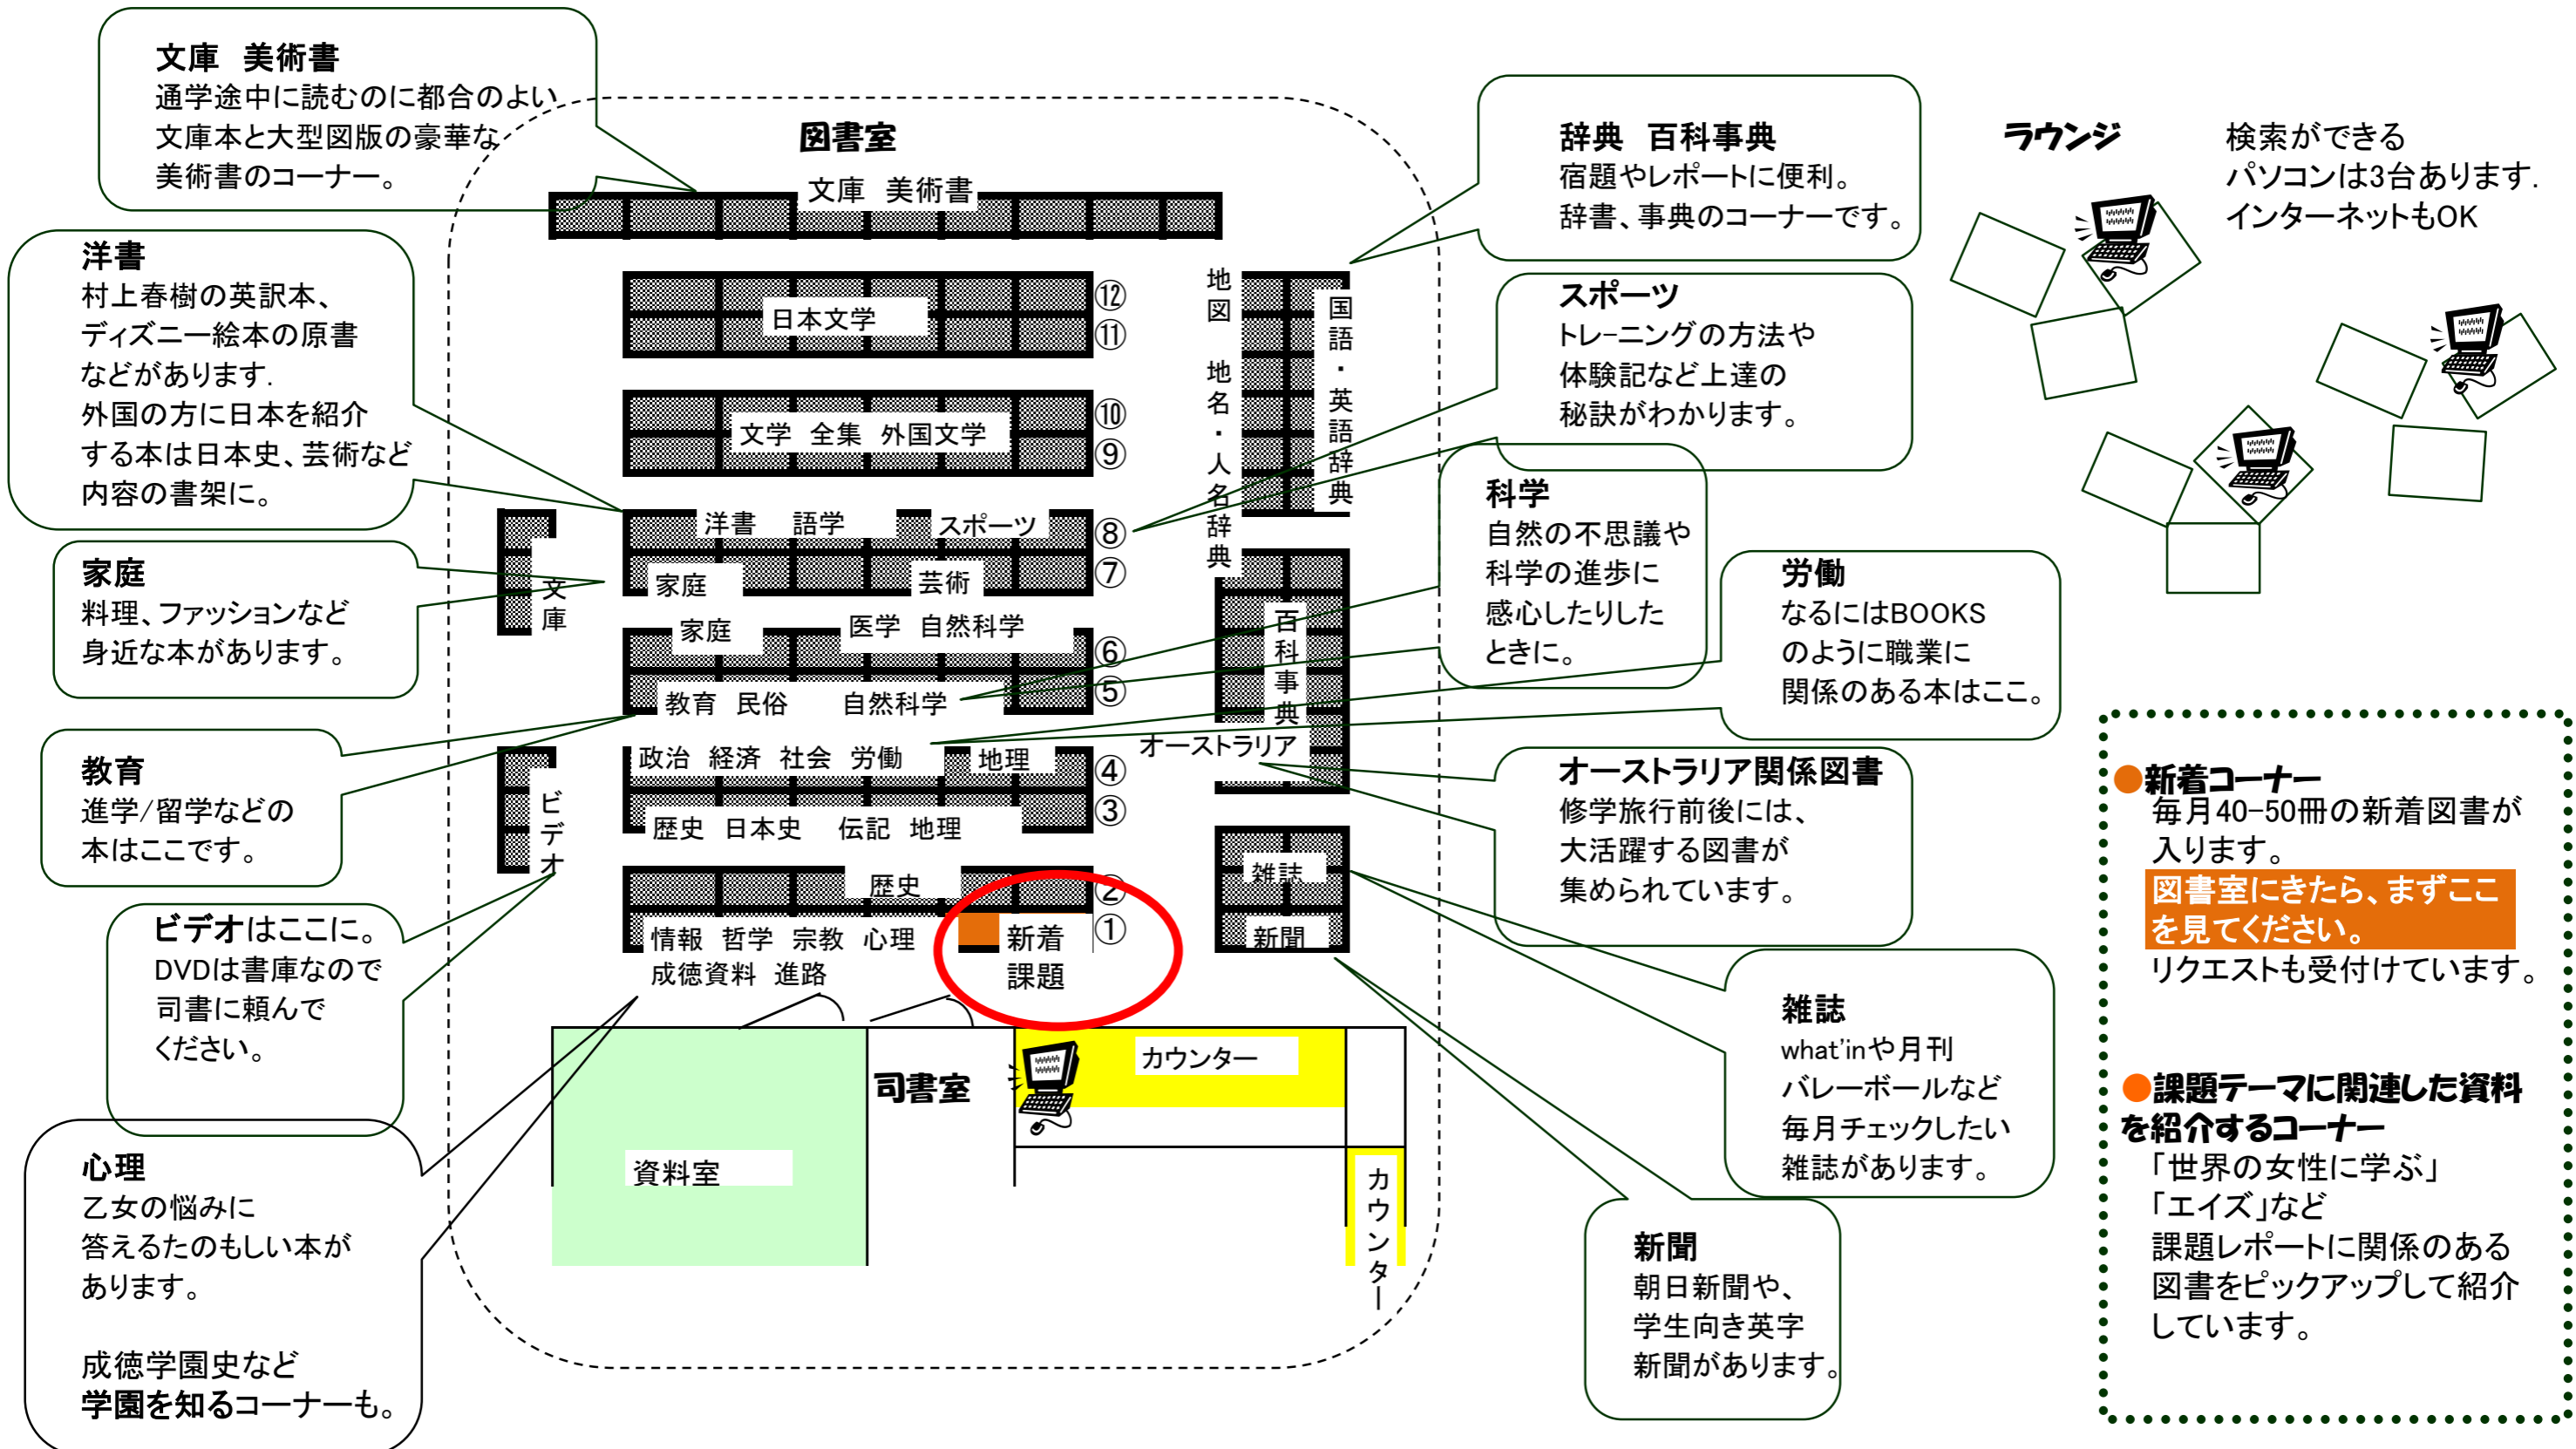 文庫 美術書
通学途中に読むのに都合のよい
文庫本と大型図版の豪華な
美術書のコーナー。
洋書
村上春樹の英訳本、
ディズニー絵本の原書
などがあります.
外国の方に日本を紹介
する本は日本史、芸術など
内容の書架に。
家庭
料理、ファッションなど
身近な本があります。
教育
進学/留学などの
本はここです。
ビデオはここに。
DVDは書庫なので
司書に頼んで
ください。
心理
乙女の悩みに
答えるたのもしい本が
あります。
成徳学園史など
学園を知るコーナーも。
図書室
文庫 美術書
日本文学
⑫
⑪
文学 全集 外国文学
⑩
⑨
洋書 語学 スポーツ
⑧
家庭 芸術
⑦
家庭 医学 自然科学
⑥
教育 民俗 自然科学
⑤
政治 経済 社会 労働 地理
④
歴史 日本史 伝記 地理
③
歴史
②
情報 哲学 宗教 心理
①
成徳資料 進路
新着
課題
文庫
ビデオ
地図 地名・人名辞典
国語・英語辞典
百科事典
オーストラリア
雑誌
新聞
司書室
カウンター
資料室
カウンター
辞典 百科事典
宿題やレポートに便利。
辞書、事典のコーナーです。
スポーツ
トレーニングの方法や
体験記など上達の
秘訣がわかります。
科学
自然の不思議や
科学の進歩に
感心したりした
ときに。
労働
なるにはBOOKS
のように職業に
関係のある本はここ。
オーストラリア関係図書
修学旅行前後には、
大活躍する図書が
集められています。
雑誌
what'inや月刊
バレーボールなど
毎月チェックしたい
雑誌があります。
新聞
朝日新聞や、
学生向き英字
新聞があります。
ラウンジ
検索ができる
パソコンは3台あります.
インターネットもOK
●新着コーナー
毎月40-50冊の新着図書が
入ります。
図書室にきたら、まずここ
を見てください。
リクエストも受付けています。
●課題テーマに関連した資料
を紹介するコーナー
「世界の女性に学ぶ」
「エイズ」など
課題レポートに関係のある
図書をピックアップして紹介
しています。